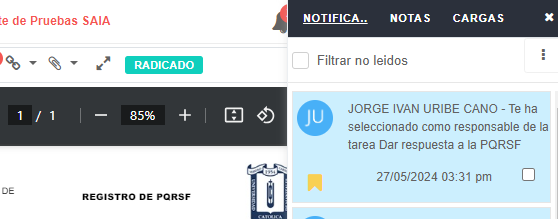 te de Pruebas SAIA
NOTIFICA.. NOTAS CARGAS
Filtrar no leidos
RADICADO
1 / 1 85%
JU
JORGE IVAN URIBE CANO - Te ha
seleccionado como responsable de la
tarea Dar respuesta a la PQRSF
27/05/2024 03:31 pm
DE
REGISTRO DE PQRSF
CATOLICA